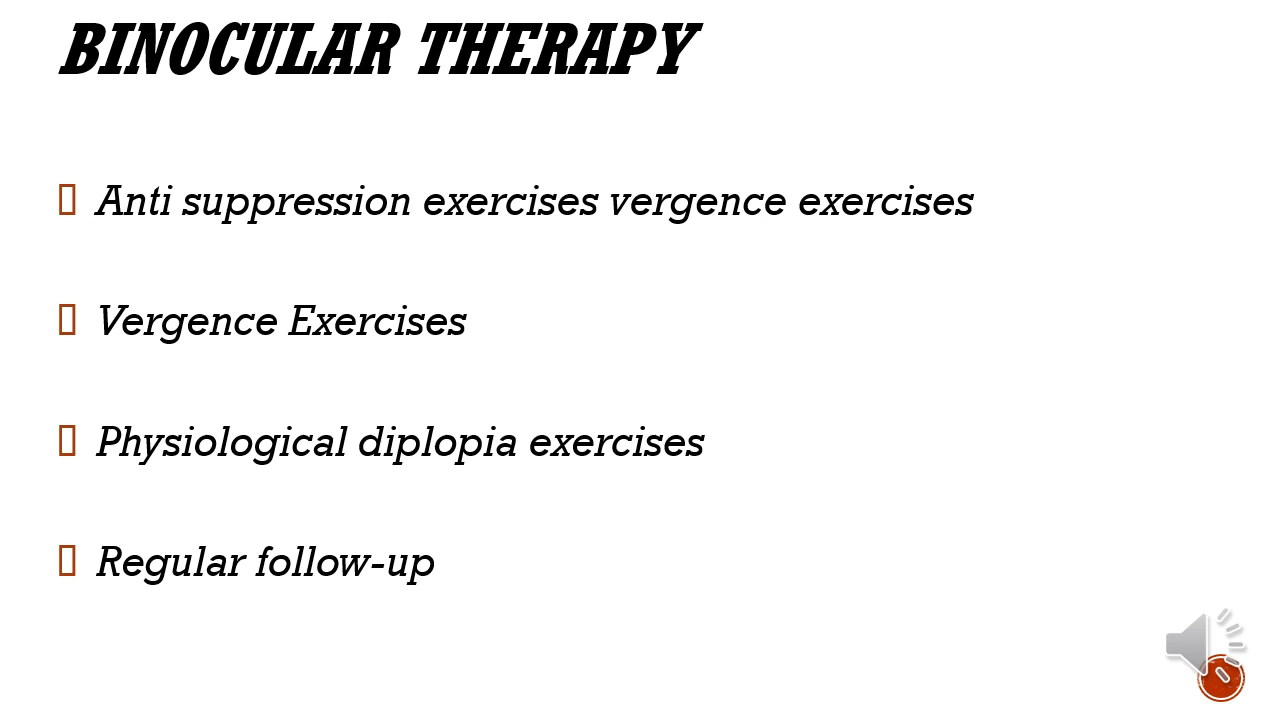 BINOCULAR THERAPY
Anti suppression exercises vergence exercises
Vergence Exercises
Physiological diplopia exercises
Regular follow-up